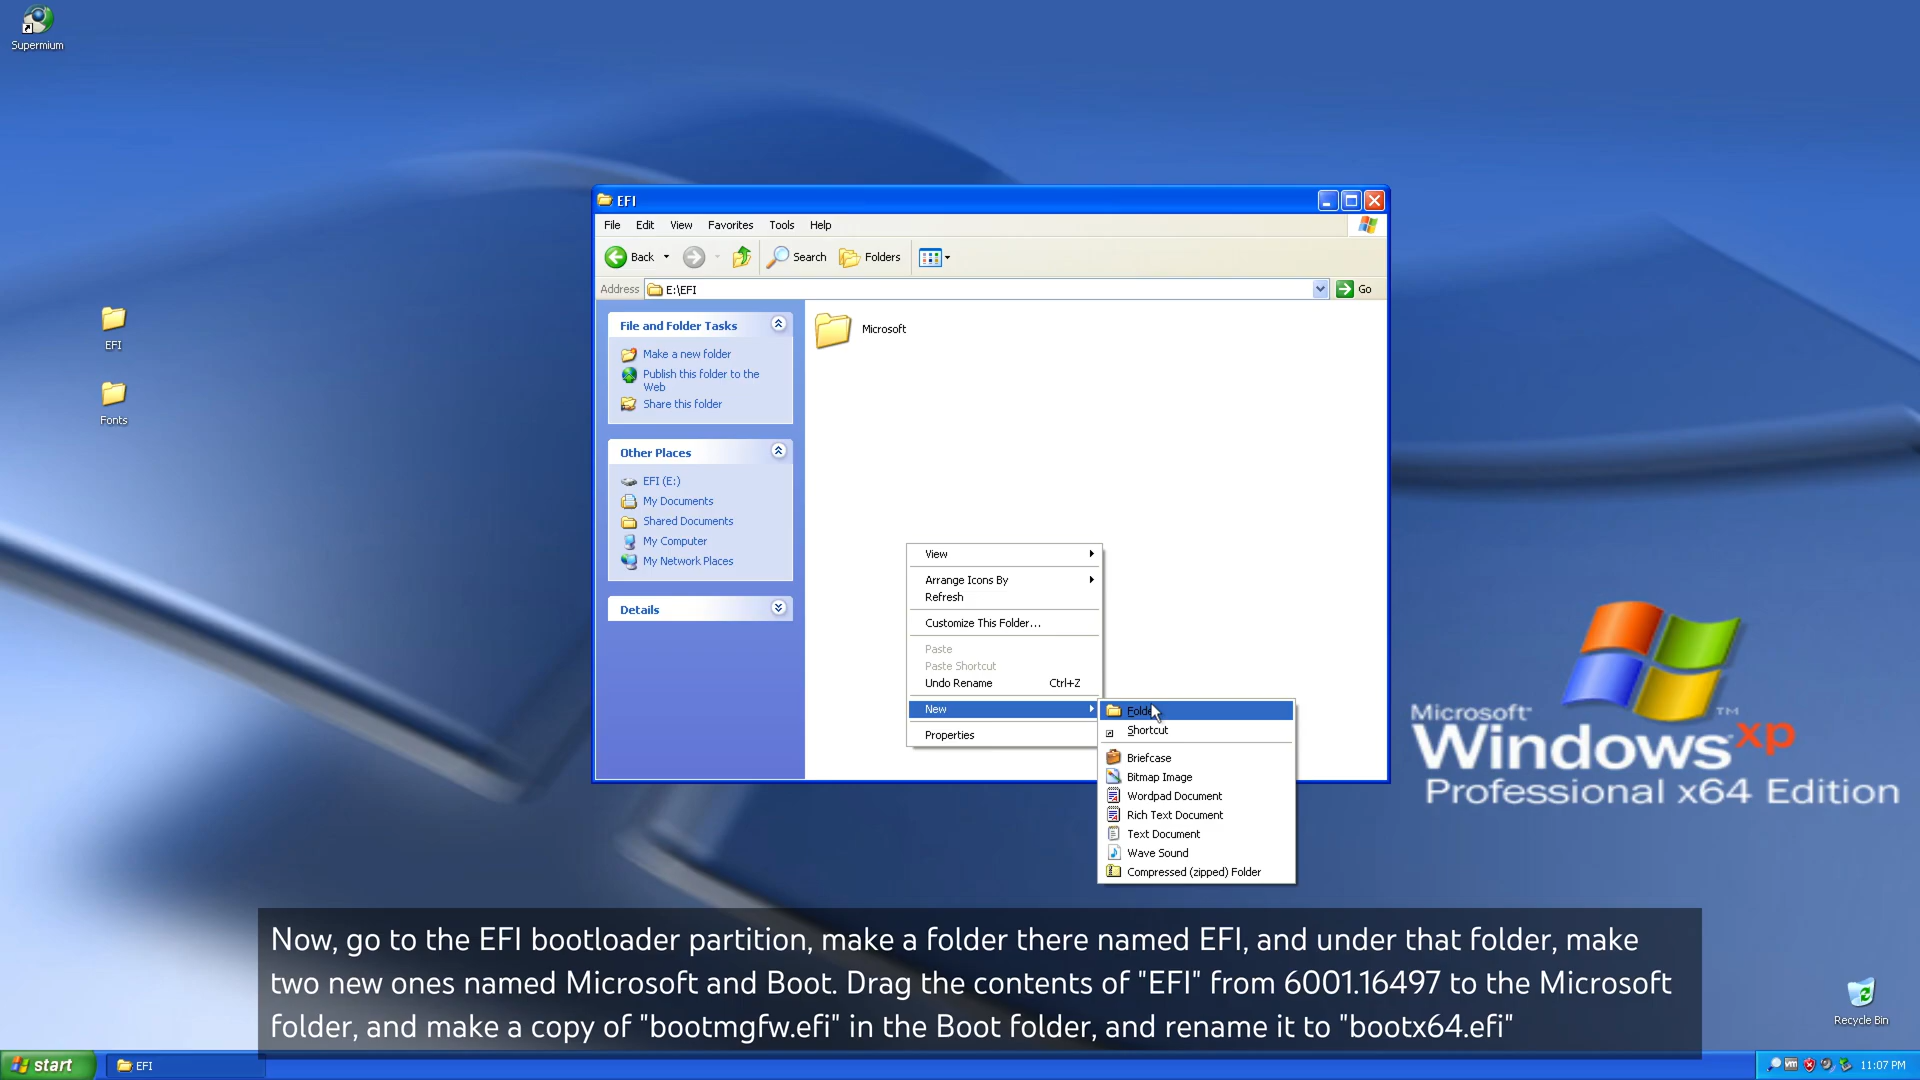 Supermium
EFI
Fonts
EFI
File Edit View Favorites Tools Help
Back Search Folders
Address E:\EFI Go
File and Folder Tasks
Make a new folder
Publish this folder to the
Web
Share this folder
Other Places
EFI (E:)
My Documents
Shared Documents
My Computer
My Network Places
Details
Microsoft
View
Arrange Icons By
Refresh
Customize This Folder...
Paste
Paste Shortcut
Undo Rename Ctrl+Z
New
Properties
Folder
Shortcut
Briefcase
Bitmap Image
Wordpad Document
Rich Text Document
Text Document
Wave Sound
Compressed (zipped) Folder
Microsoft®
Windows xp
Professional x64 Edition
TM
Now, go to the EFI bootloader partition, make a folder there named EFI, and under that folder, make
two new ones named Microsoft and Boot. Drag the contents of "EFI" from 6001.16497 to the Microsoft
folder, and make a copy of "bootmgfw.efi" in the Boot folder, and rename it to "bootx64.efi"
Recycle Bin
start EFI 11:07 PM